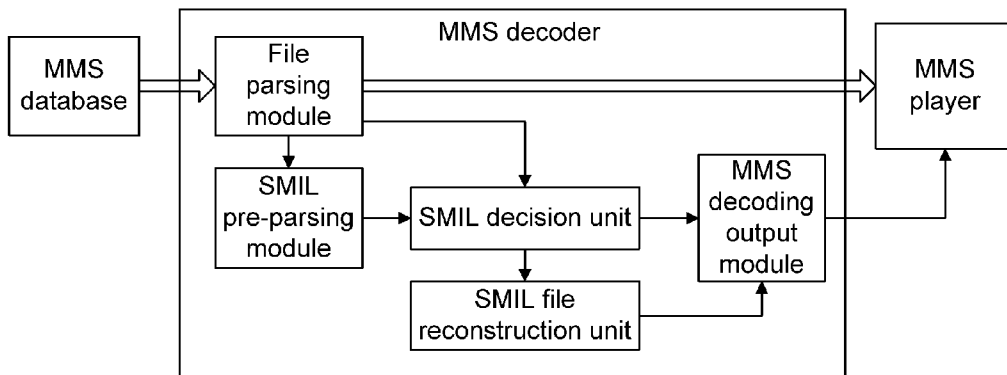 MMS decoder
MMS
database
File
parsing
module
MMS
player
SMIL
pre-parsing
module
SMIL decision unit
MMS
decoding
output
module
SMIL file
reconstruction unit